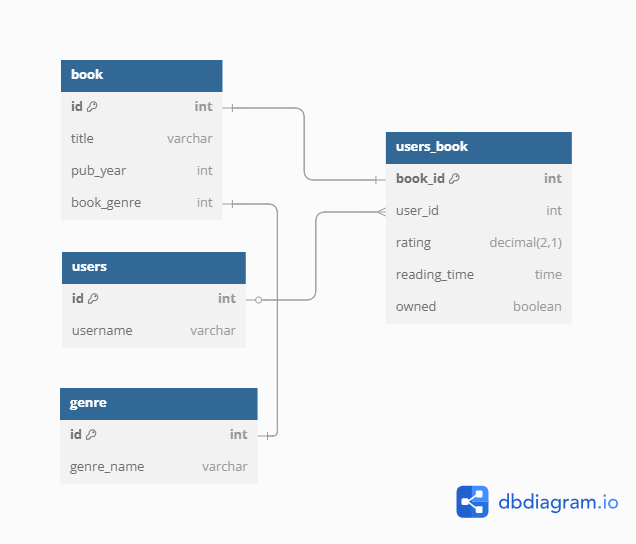 book
id int
title varchar
pub_year int
book_genre int
users_book
book_id int
user_id int
rating decimal(2,1)
reading_time time
owned boolean
users
id int
username varchar
genre
id int
genre_name varchar
dbdiagram.io